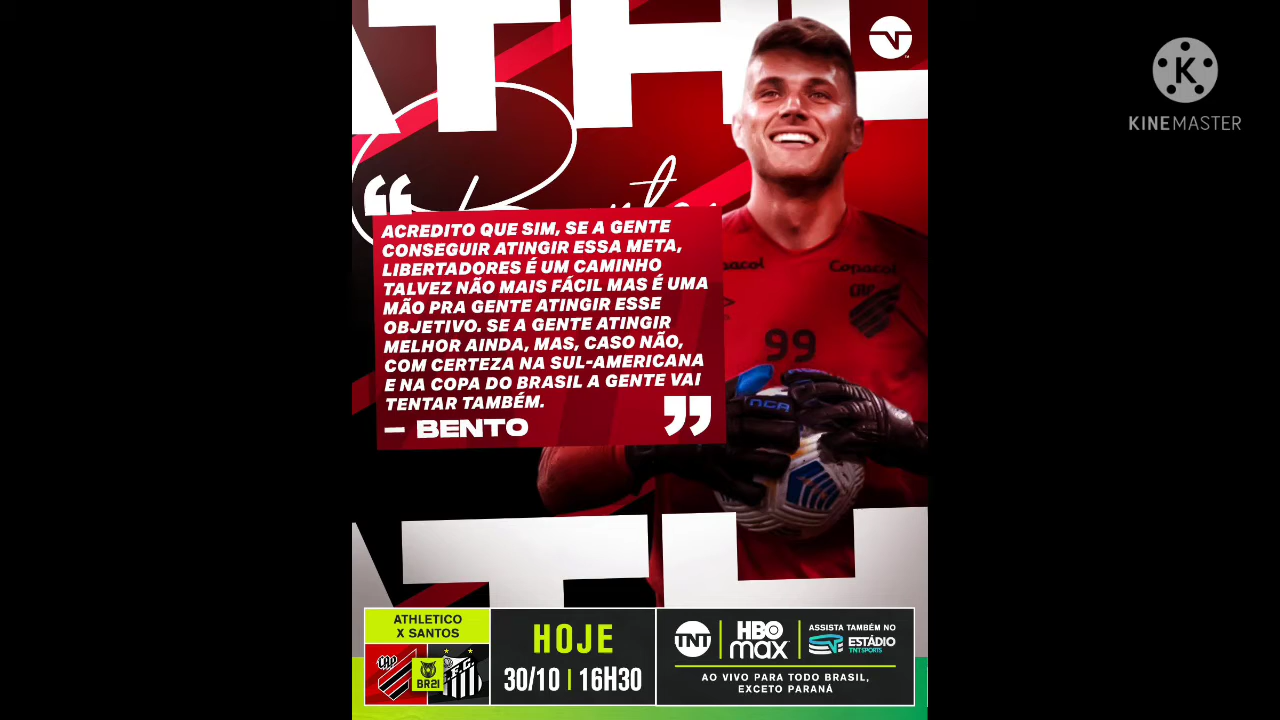 ATHL
K
KINEMASTER
Bento
Copacol
CAP
99
“
ACREDITO QUE SIM, SE A GENTE
CONSEGUIR ATINGIR ESSA META,
LIBERTADORES É UM CAMINHO
TALVEZ NÃO MAIS FÁCIL MAS É UMA
MÃO PRA GENTE ATINGIR ESSE
OBJETIVO. SE A GENTE ATINGIR
MELHOR AINDA, MAS, CASO NÃO,
COM CERTEZA NA SUL-AMERICANA
E NA COPA DO BRASIL A GENTE VAI
TENTAR TAMBÉM.
”
— BENTO
ATHLETICO
X SANTOS
CAP
BR21
HOJE
30/10 | 16H30
TNT
HBO
max
ASSISTA TAMBÉM NO
ESTÁDIO
TNT SPORTS
AO VIVO PARA TODO BRASIL,
EXCETO PARANÁ